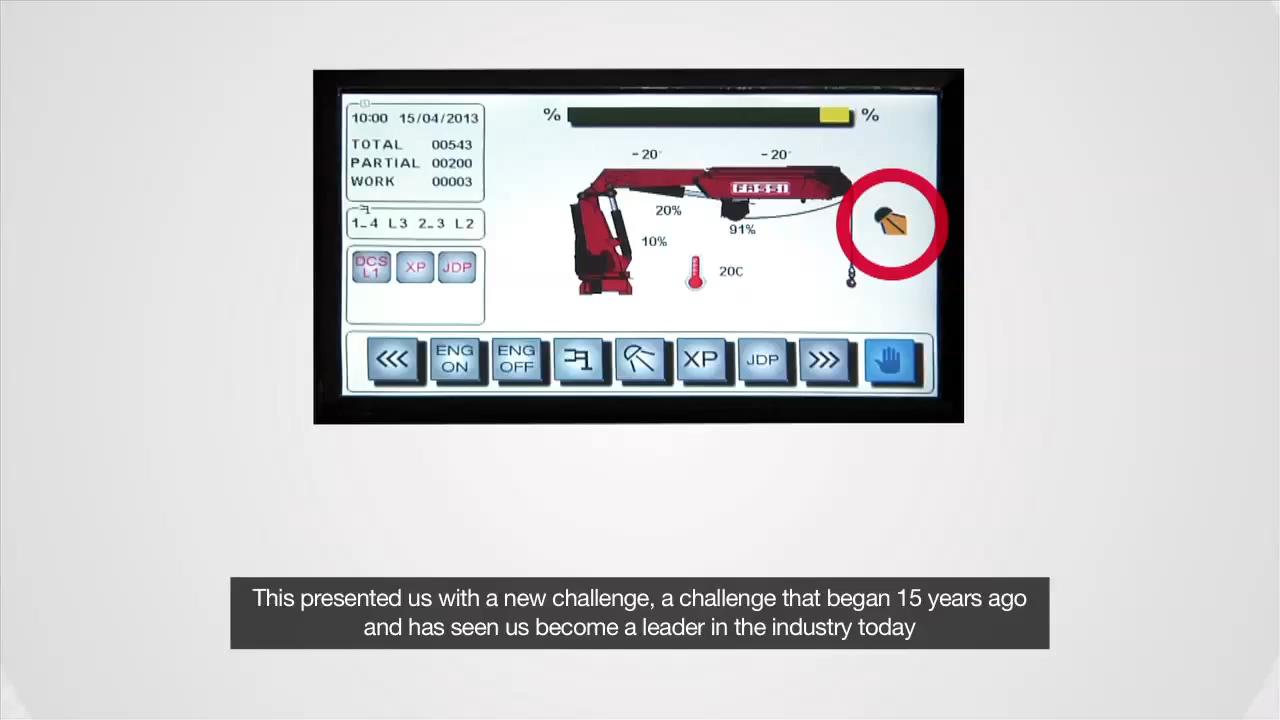 10:00 15/04/2013
TOTAL 00543
PARTIAL 00200
WORK 00003
1_4 L3 2_3 L2
DCS L1
XP
JDP
% %
-20° -20°
FASSI
20%
91%
10%
20C
<<<
ENG ON
ENG OFF
XP
JDP
>>>
This presented us with a new challenge, a challenge that began 15 years ago
and has seen us become a leader in the industry today